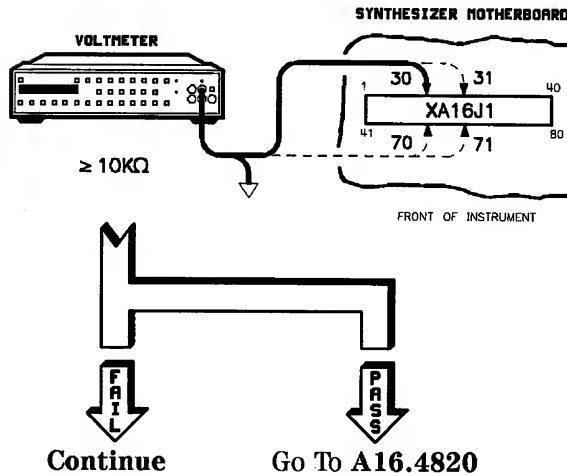 SYNTHESIZER MOTHERBOARD
VOLTMETER
30 31
1 40
XA16J1
41 80
70 71
≥ 10KΩ
FRONT OF INSTRUMENT
FAIL PASS
Continue Go To A16.4820